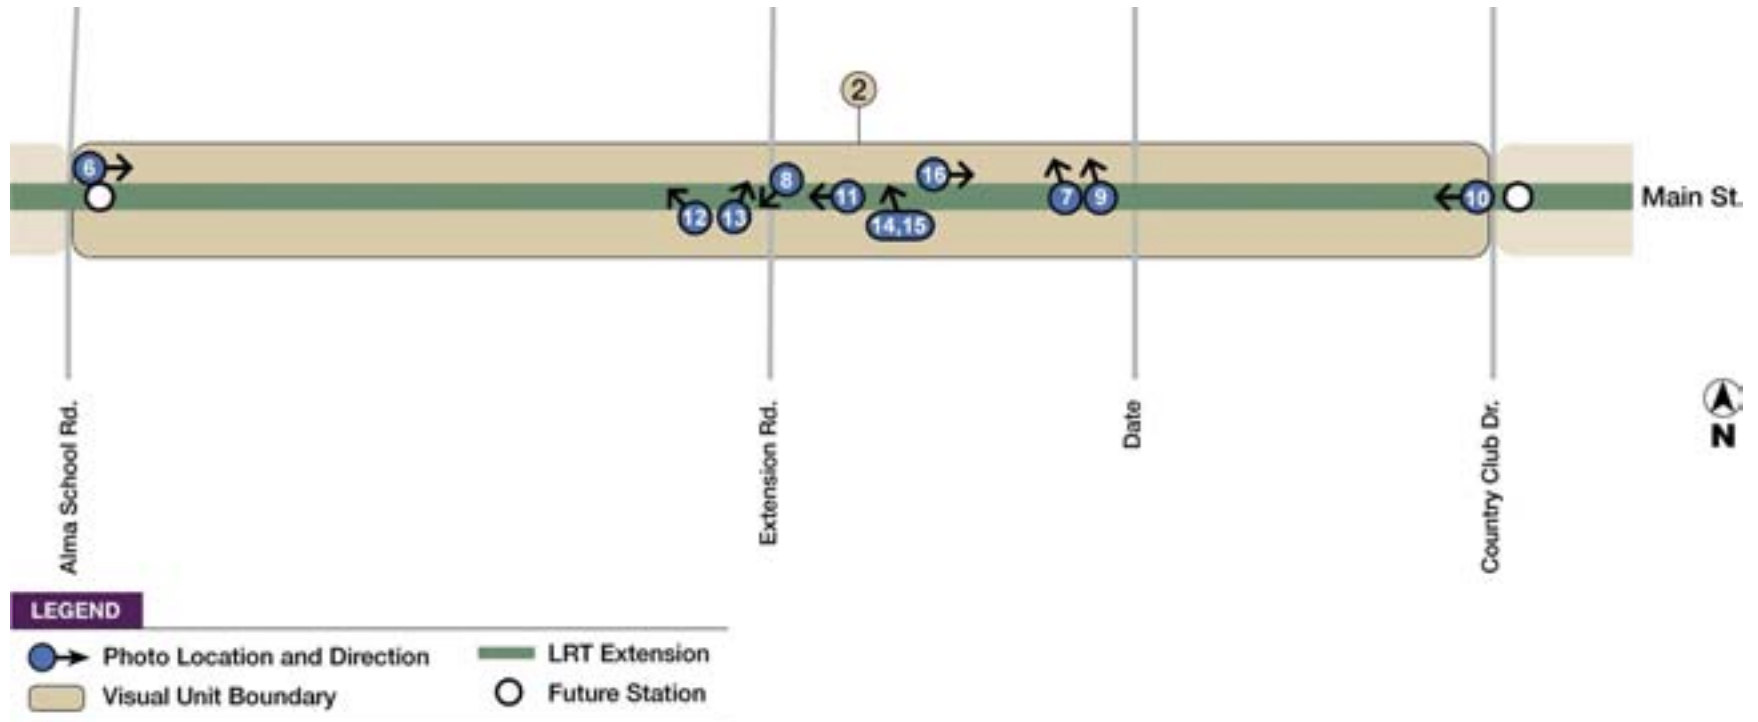 2
6
8
16
12
13
11
14,15
7
9
10
Main St.
Alma School Rd.
Extension Rd.
Date
Country Club Dr.
N
LEGEND
Photo Location and Direction
LRT Extension
Visual Unit Boundary
Future Station